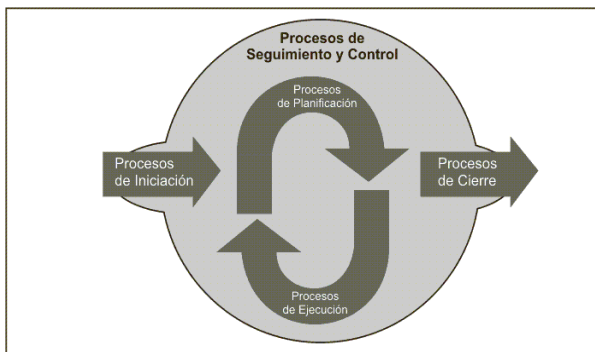 Procesos de
Seguimiento y Control
Procesos
de Planificación
Procesos
de Iniciación
Procesos
de Cierre
Procesos
de Ejecución